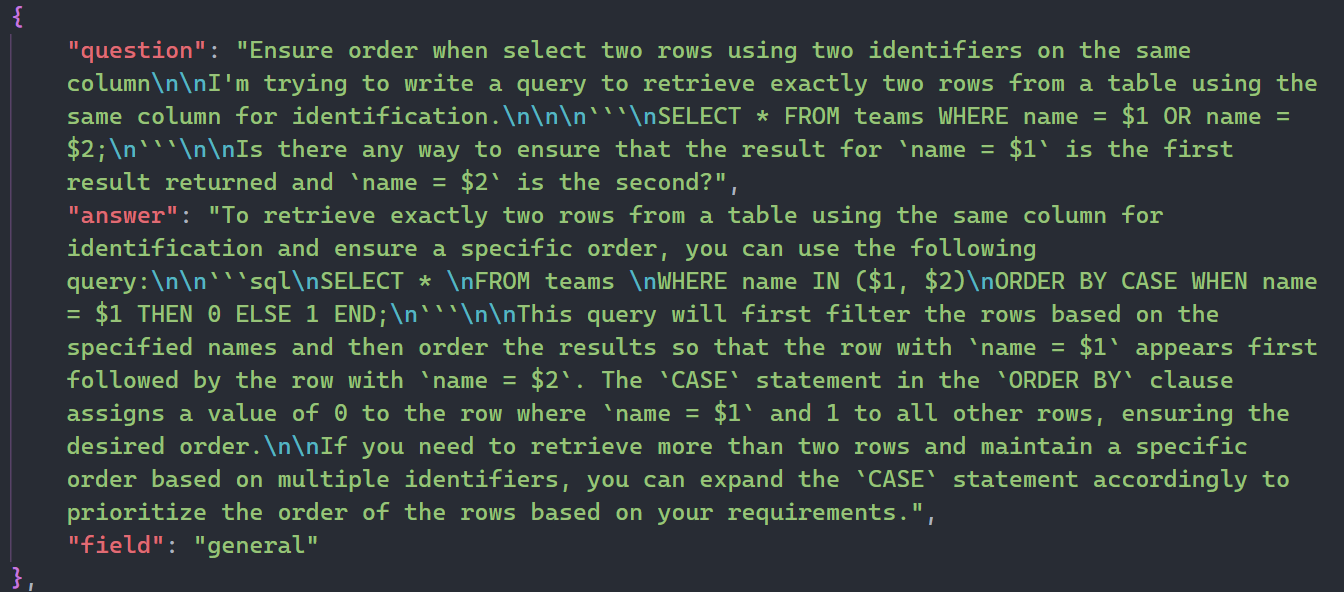 {
"question": "Ensure order when select two rows using two identifiers on the same
column\n\nI'm trying to write a query to retrieve exactly two rows from a table using the
same column for identification.\n\n\n```\nSELECT * FROM teams WHERE name = $1 OR name =
$2;\n```\n\nIs there any way to ensure that the result for `name = $1` is the first
result returned and `name = $2` is the second?",
"answer": "To retrieve exactly two rows from a table using the same column for
identification and ensure a specific order, you can use the following
query:\n\n```sql\nSELECT * \nFROM teams \nWHERE name IN ($1, $2)\nORDER BY CASE WHEN name
= $1 THEN 0 ELSE 1 END;\n```\n\nThis query will first filter the rows based on the
specified names and then order the results so that the row with `name = $1` appears first
followed by the row with `name = $2`. The `CASE` statement in the `ORDER BY` clause
assigns a value of 0 to the row where `name = $1` and 1 to all other rows, ensuring the
desired order.\n\nIf you need to retrieve more than two rows and maintain a specific
order based on multiple identifiers, you can expand the `CASE` statement accordingly to
prioritize the order of the rows based on your requirements.",
"field": "general"
},